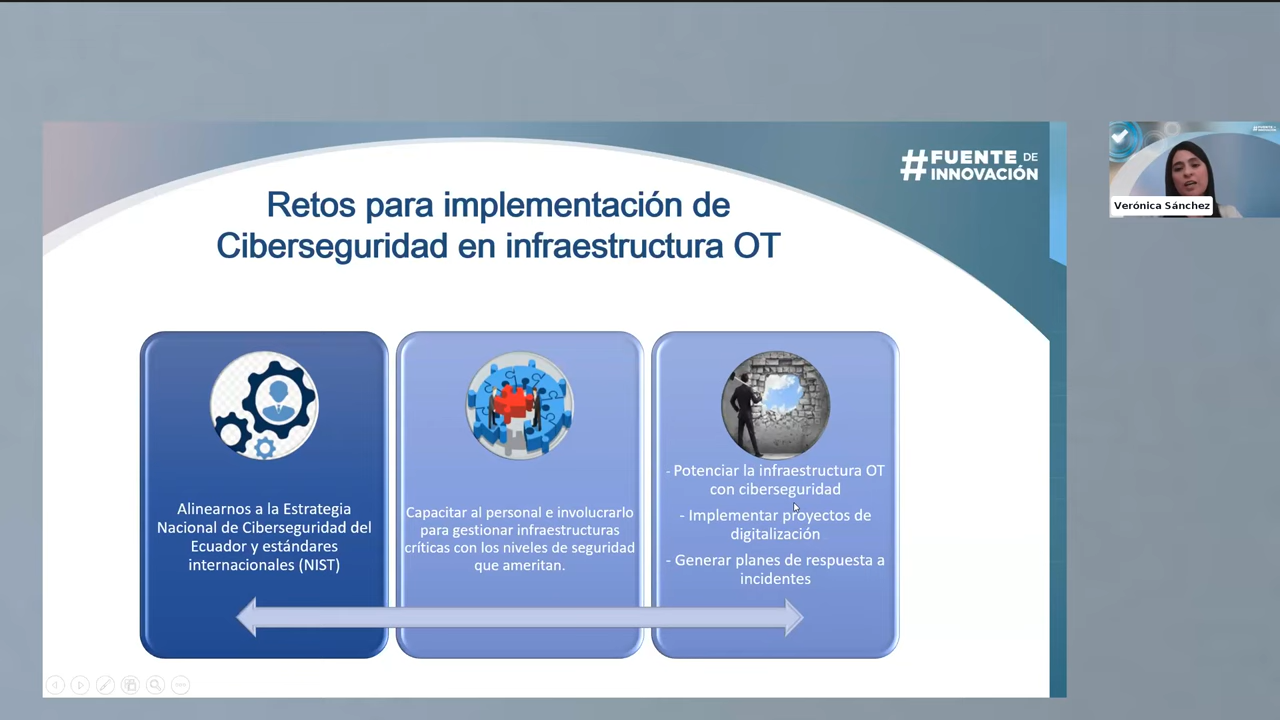 #FUENTE DE
INNOVACIÓN
Retos para implementación de
Ciberseguridad en infraestructura OT
Alinearnos a la Estrategia
Nacional de Ciberseguridad del
Ecuador y estándares
internacionales (NIST)
Capacitar al personal e involucrarlo
para gestionar infraestructuras
críticas con los niveles de seguridad
que ameritan.
- Potenciar la infraestructura OT
con ciberseguridad
- Implementar proyectos de
digitalización
- Generar planes de respuesta a
incidentes
Verónica Sánchez